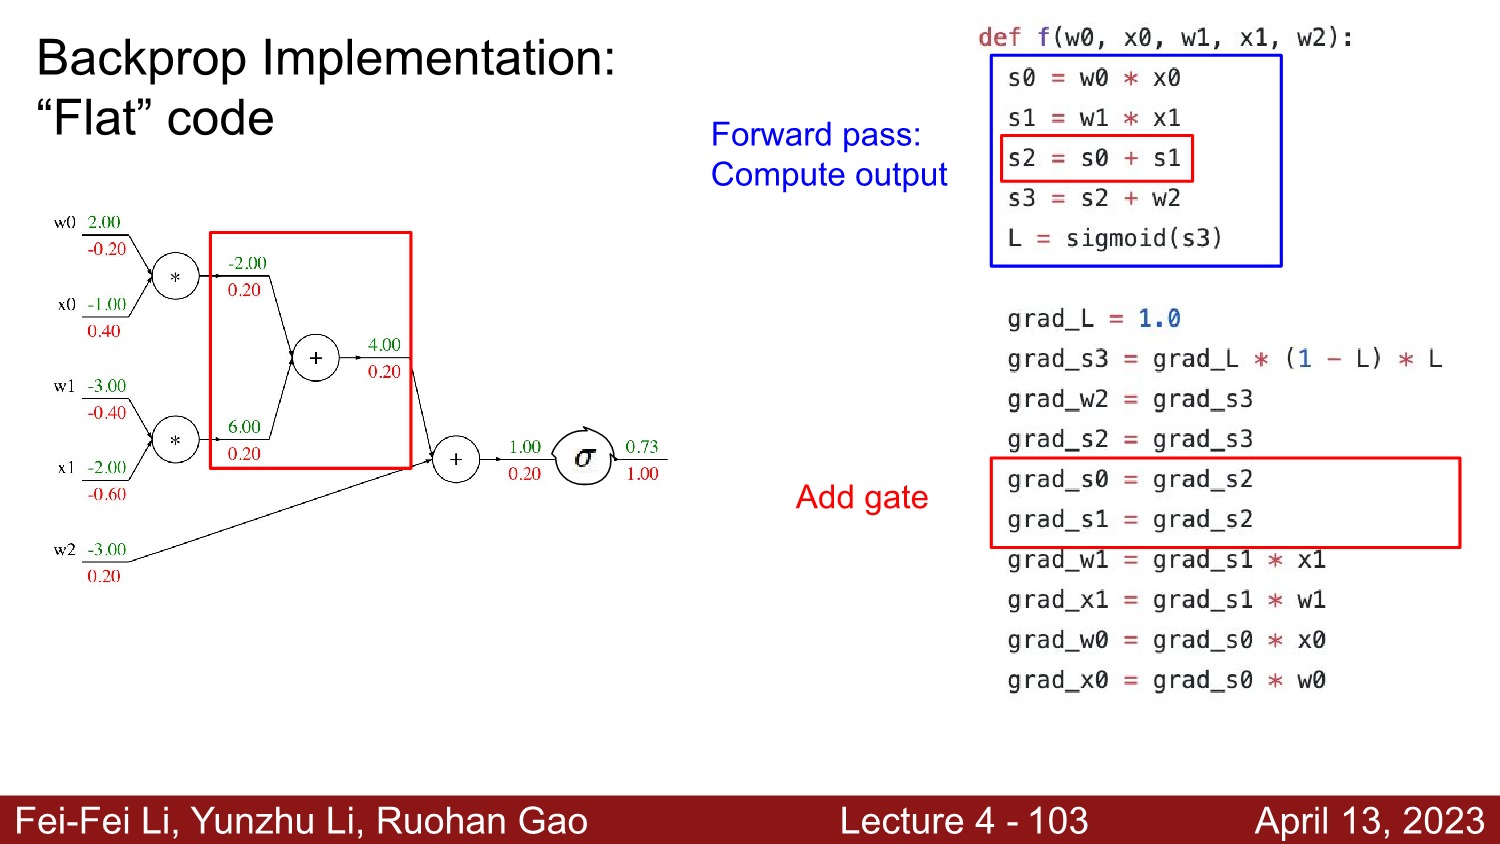 Backprop Implementation:
“Flat” code
Forward pass:
Compute output
def f(w0, x0, w1, x1, w2):
s0 = w0 * x0
s1 = w1 * x1
s2 = s0 + s1
s3 = s2 + w2
L = sigmoid(s3)
w0 2.00
-0.20
x0 -1.00
0.40
w1 -3.00
-0.40
x1 -2.00
-0.60
w2 -3.00
0.20
*
*
-2.00
0.20
6.00
0.20
+
4.00
0.20
+
1.00
0.20
σ
0.73
1.00
Add gate
grad_L = 1.0
grad_s3 = grad_L * (1 - L) * L
grad_w2 = grad_s3
grad_s2 = grad_s3
grad_s0 = grad_s2
grad_s1 = grad_s2
grad_w1 = grad_s1 * x1
grad_x1 = grad_s1 * w1
grad_w0 = grad_s0 * x0
grad_x0 = grad_s0 * w0
Fei-Fei Li, Yunzhu Li, Ruohan Gao
Lecture 4 - 103
April 13, 2023